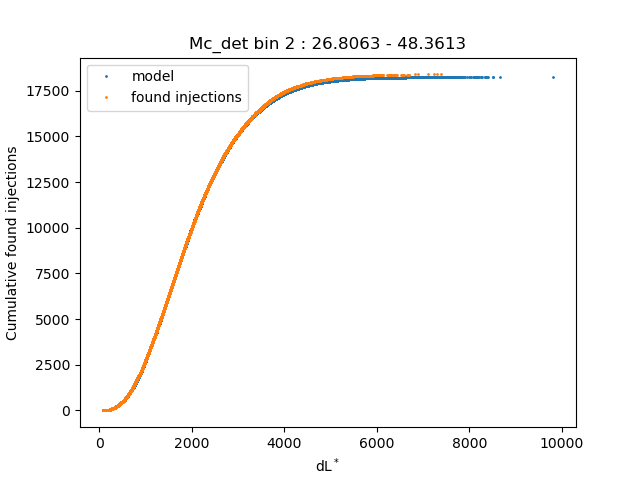 Mc_det bin 2 : 26.8063 - 48.3613
model
found injections
Cumulative found injections
17500
15000
12500
10000
7500
5000
2500
0
0 2000 4000 6000 8000 10000
dL*